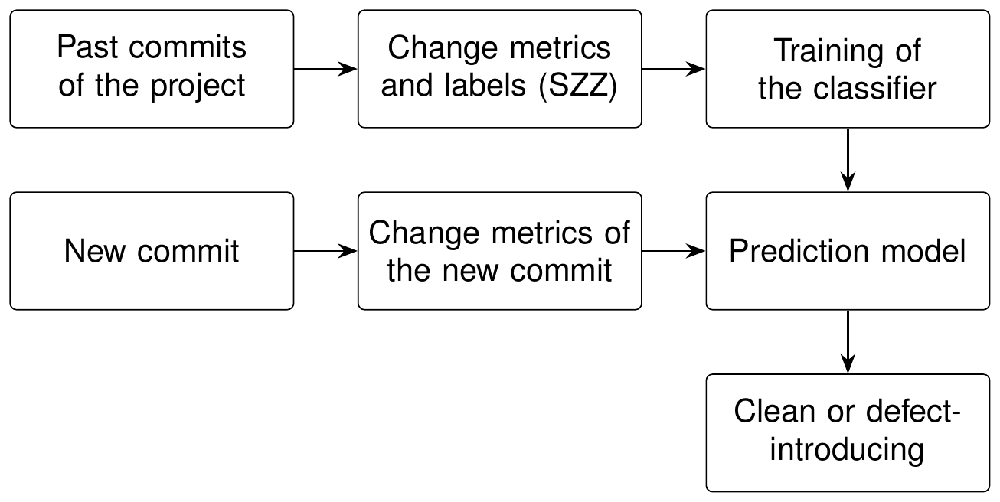 Past commits
of the project
Change metrics
and labels (SZZ)
Training of
the classifier
New commit
Change metrics of
the new commit
Prediction model
Clean or defect-
introducing